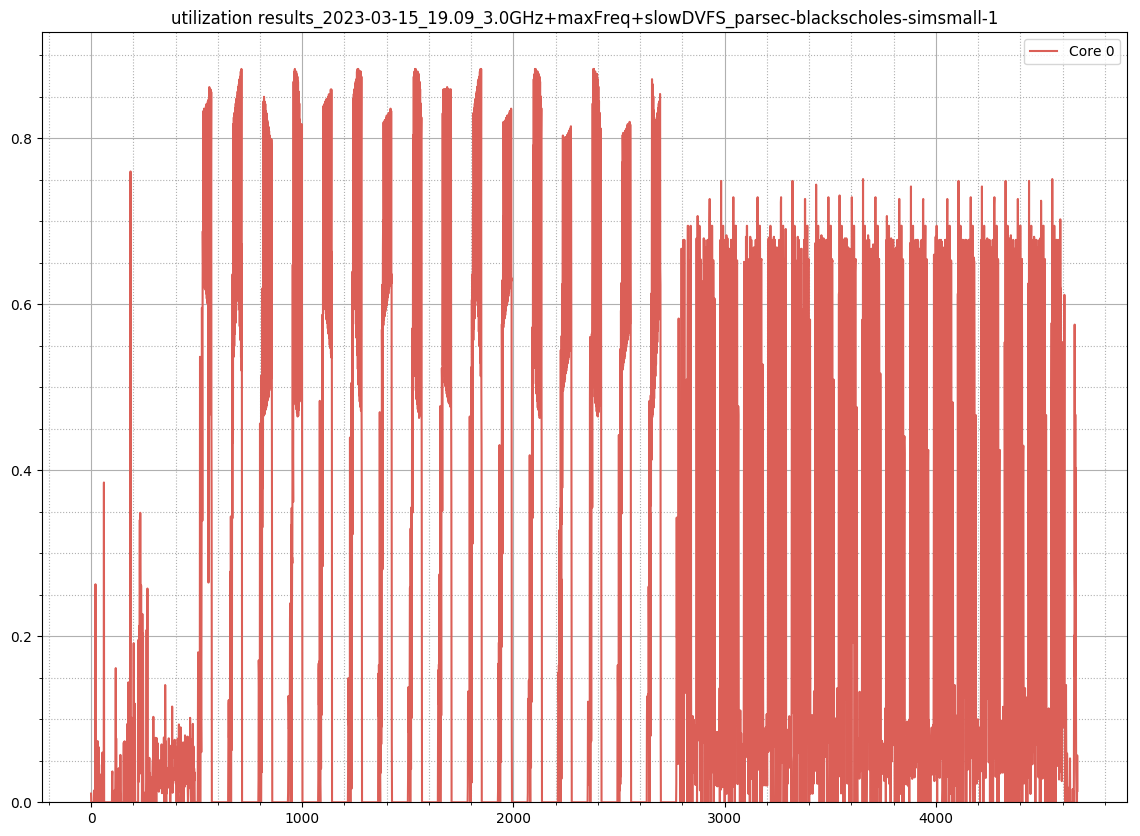 utilization results_2023-03-15_19.09_3.0GHz+maxFreq+slowDVFS_parsec-blackscholes-simsmall-1
Core 0
0.8
0.6
0.4
0.2
0.0
0 1000 2000 3000 4000